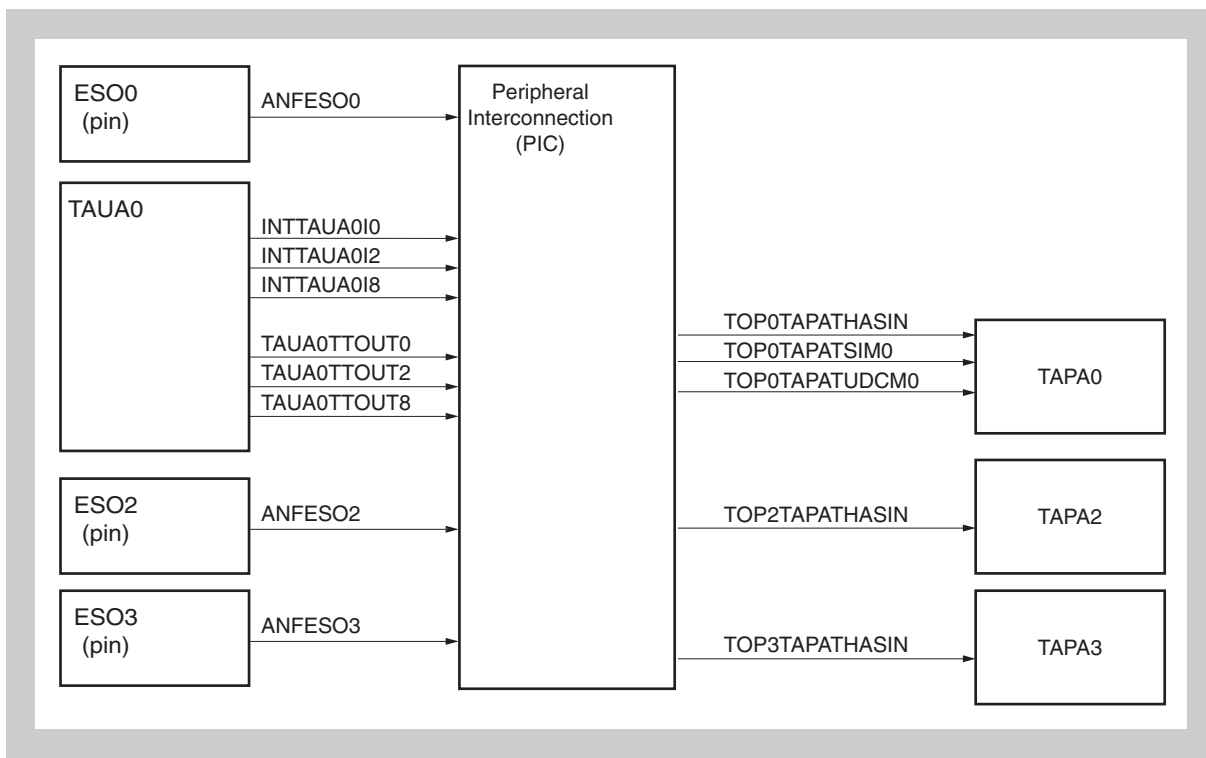 ESO0
(pin)
ANFESO0
Peripheral
Interconnection
(PIC)
TAUA0
INTTAUA0I0
INTTAUA0I2
INTTAUA0I8
TAUA0TTOUT0
TAUA0TTOUT2
TAUA0TTOUT8
TOP0TAPATHASIN
TOP0TAPATSIM0
TOP0TAPATUDCM0
TAPA0
ESO2
(pin)
ANFESO2
TOP2TAPATHASIN
TAPA2
ESO3
(pin)
ANFESO3
TOP3TAPATHASIN
TAPA3